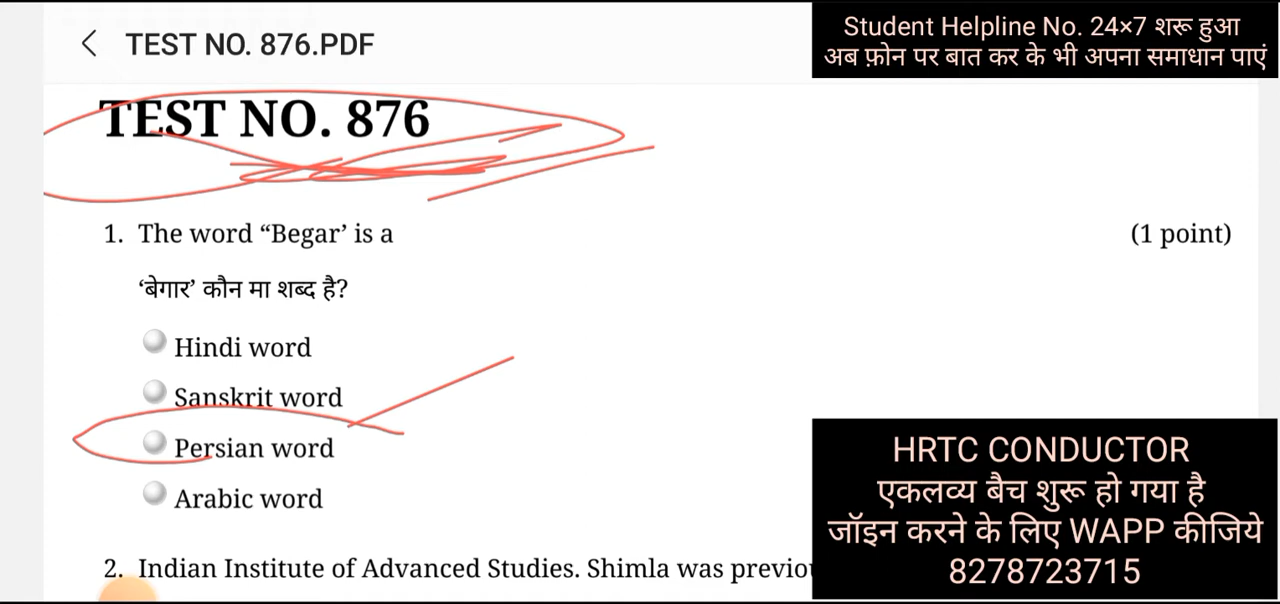 TEST NO. 876.PDF
Student Helpline No. 24×7 शरू हुआ
अब फ़ोन पर बात कर के भी अपना समाधान पाएं
TEST NO. 876
1. The word “Begar’ is a (1 point)
‘बेगार’ कौन मा शब्द है?
Hindi word
Sanskrit word
Persian word
Arabic word
2. Indian Institute of Advanced Studies. Shimla was previou
HRTC CONDUCTOR
एकलव्य बैच शुरू हो गया है
जॉइन करने के लिए WAPP कीजिये
8278723715